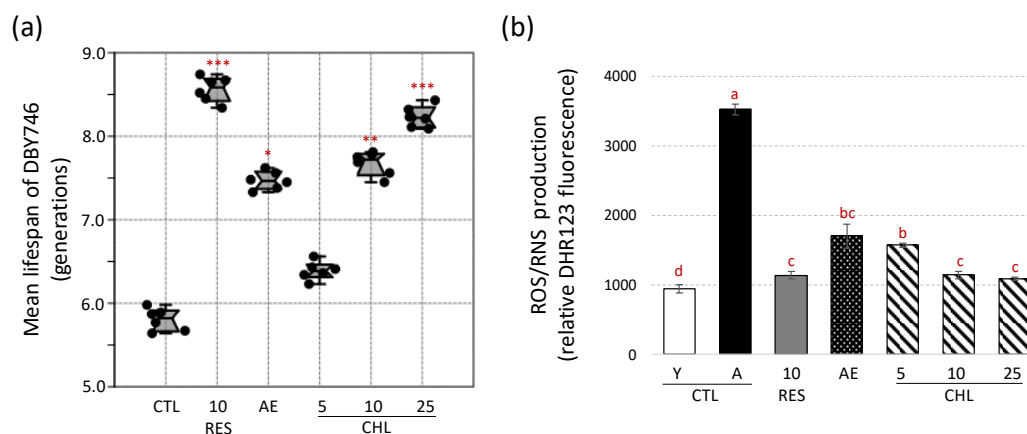 (a)
Mean lifespan of DBY746
(generations)
9.0
8.0
7.0
6.0
5.0
***
*
**
***
CTL 10 AE 5 10 25
RES CHL
(b)
ROS/RNS production
(relative DHR123 fluorescence)
4000
3000
2000
1000
0
d a c bc b c c
Y A 10 AE 5 10 25
CTL RES CHL